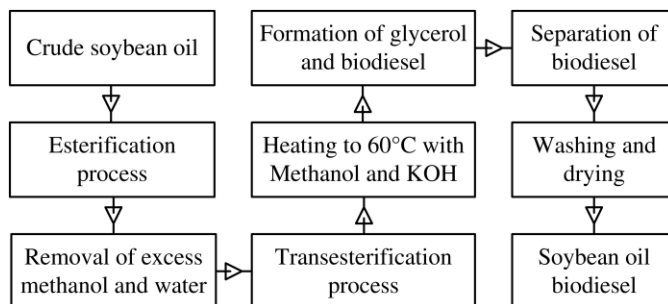 Crude soybean oil
Esterification
process
Removal of excess
methanol and water
Transesterification
process
Heating to 60°C with
Methanol and KOH
Formation of glycerol
and biodiesel
Separation of
biodiesel
Washing and
drying
Soybean oil
biodiesel